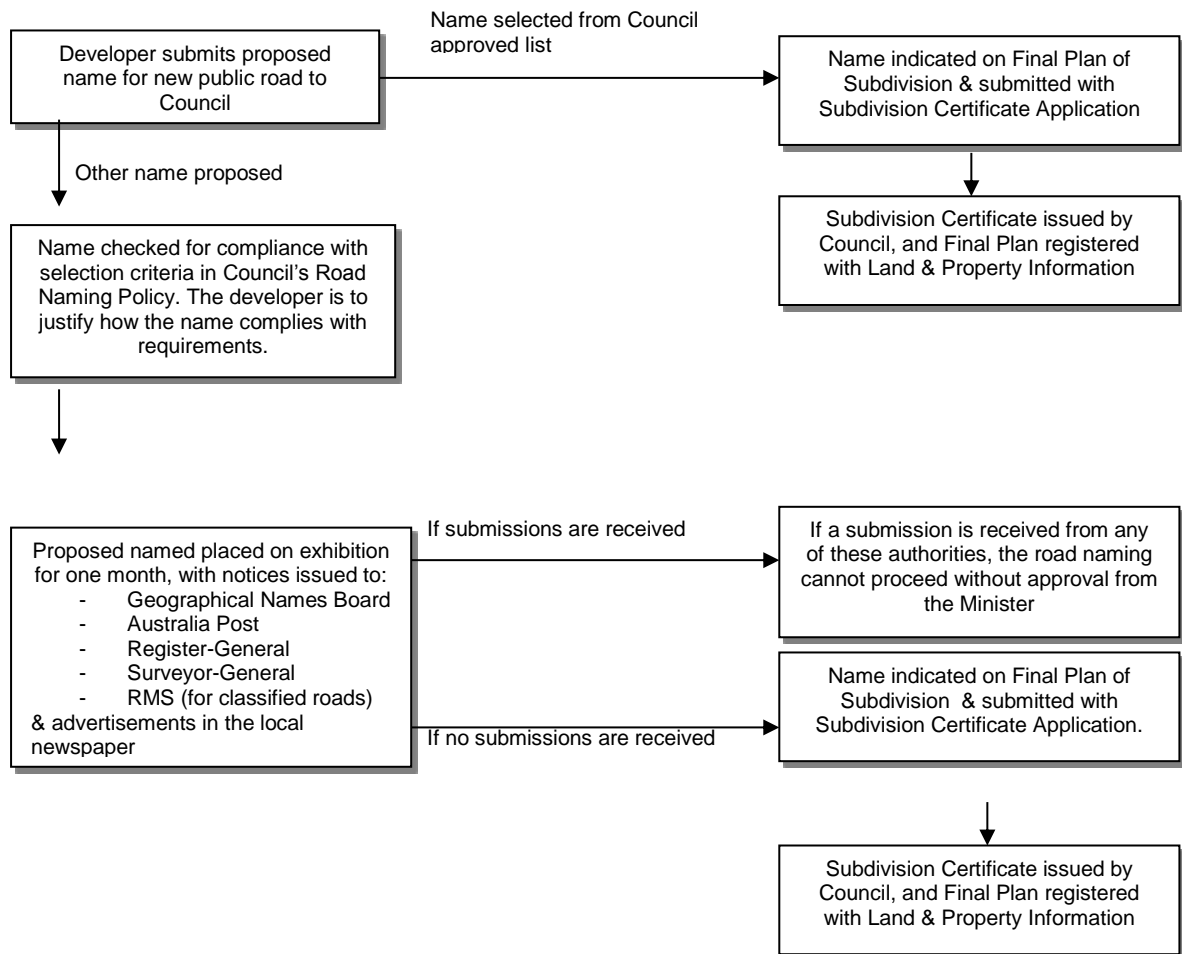 Name selected from Council
approved list
Developer submits proposed
name for new public road to
Council
Name indicated on Final Plan of
Subdivision & submitted with
Subdivision Certificate Application
Other name proposed
Subdivision Certificate issued by
Council, and Final Plan registered
with Land & Property Information
Name checked for compliance with
selection criteria in Council’s Road
Naming Policy. The developer is to
justify how the name complies with
requirements.
Proposed named placed on exhibition
for one month, with notices issued to:
- Geographical Names Board
- Australia Post
- Register-General
- Surveyor-General
- RMS (for classified roads)
& advertisements in the local
newspaper
If submissions are received
If a submission is received from any
of these authorities, the road naming
cannot proceed without approval from
the Minister
If no submissions are received
Name indicated on Final Plan of
Subdivision & submitted with
Subdivision Certificate Application.
Subdivision Certificate issued by
Council, and Final Plan registered
with Land & Property Information